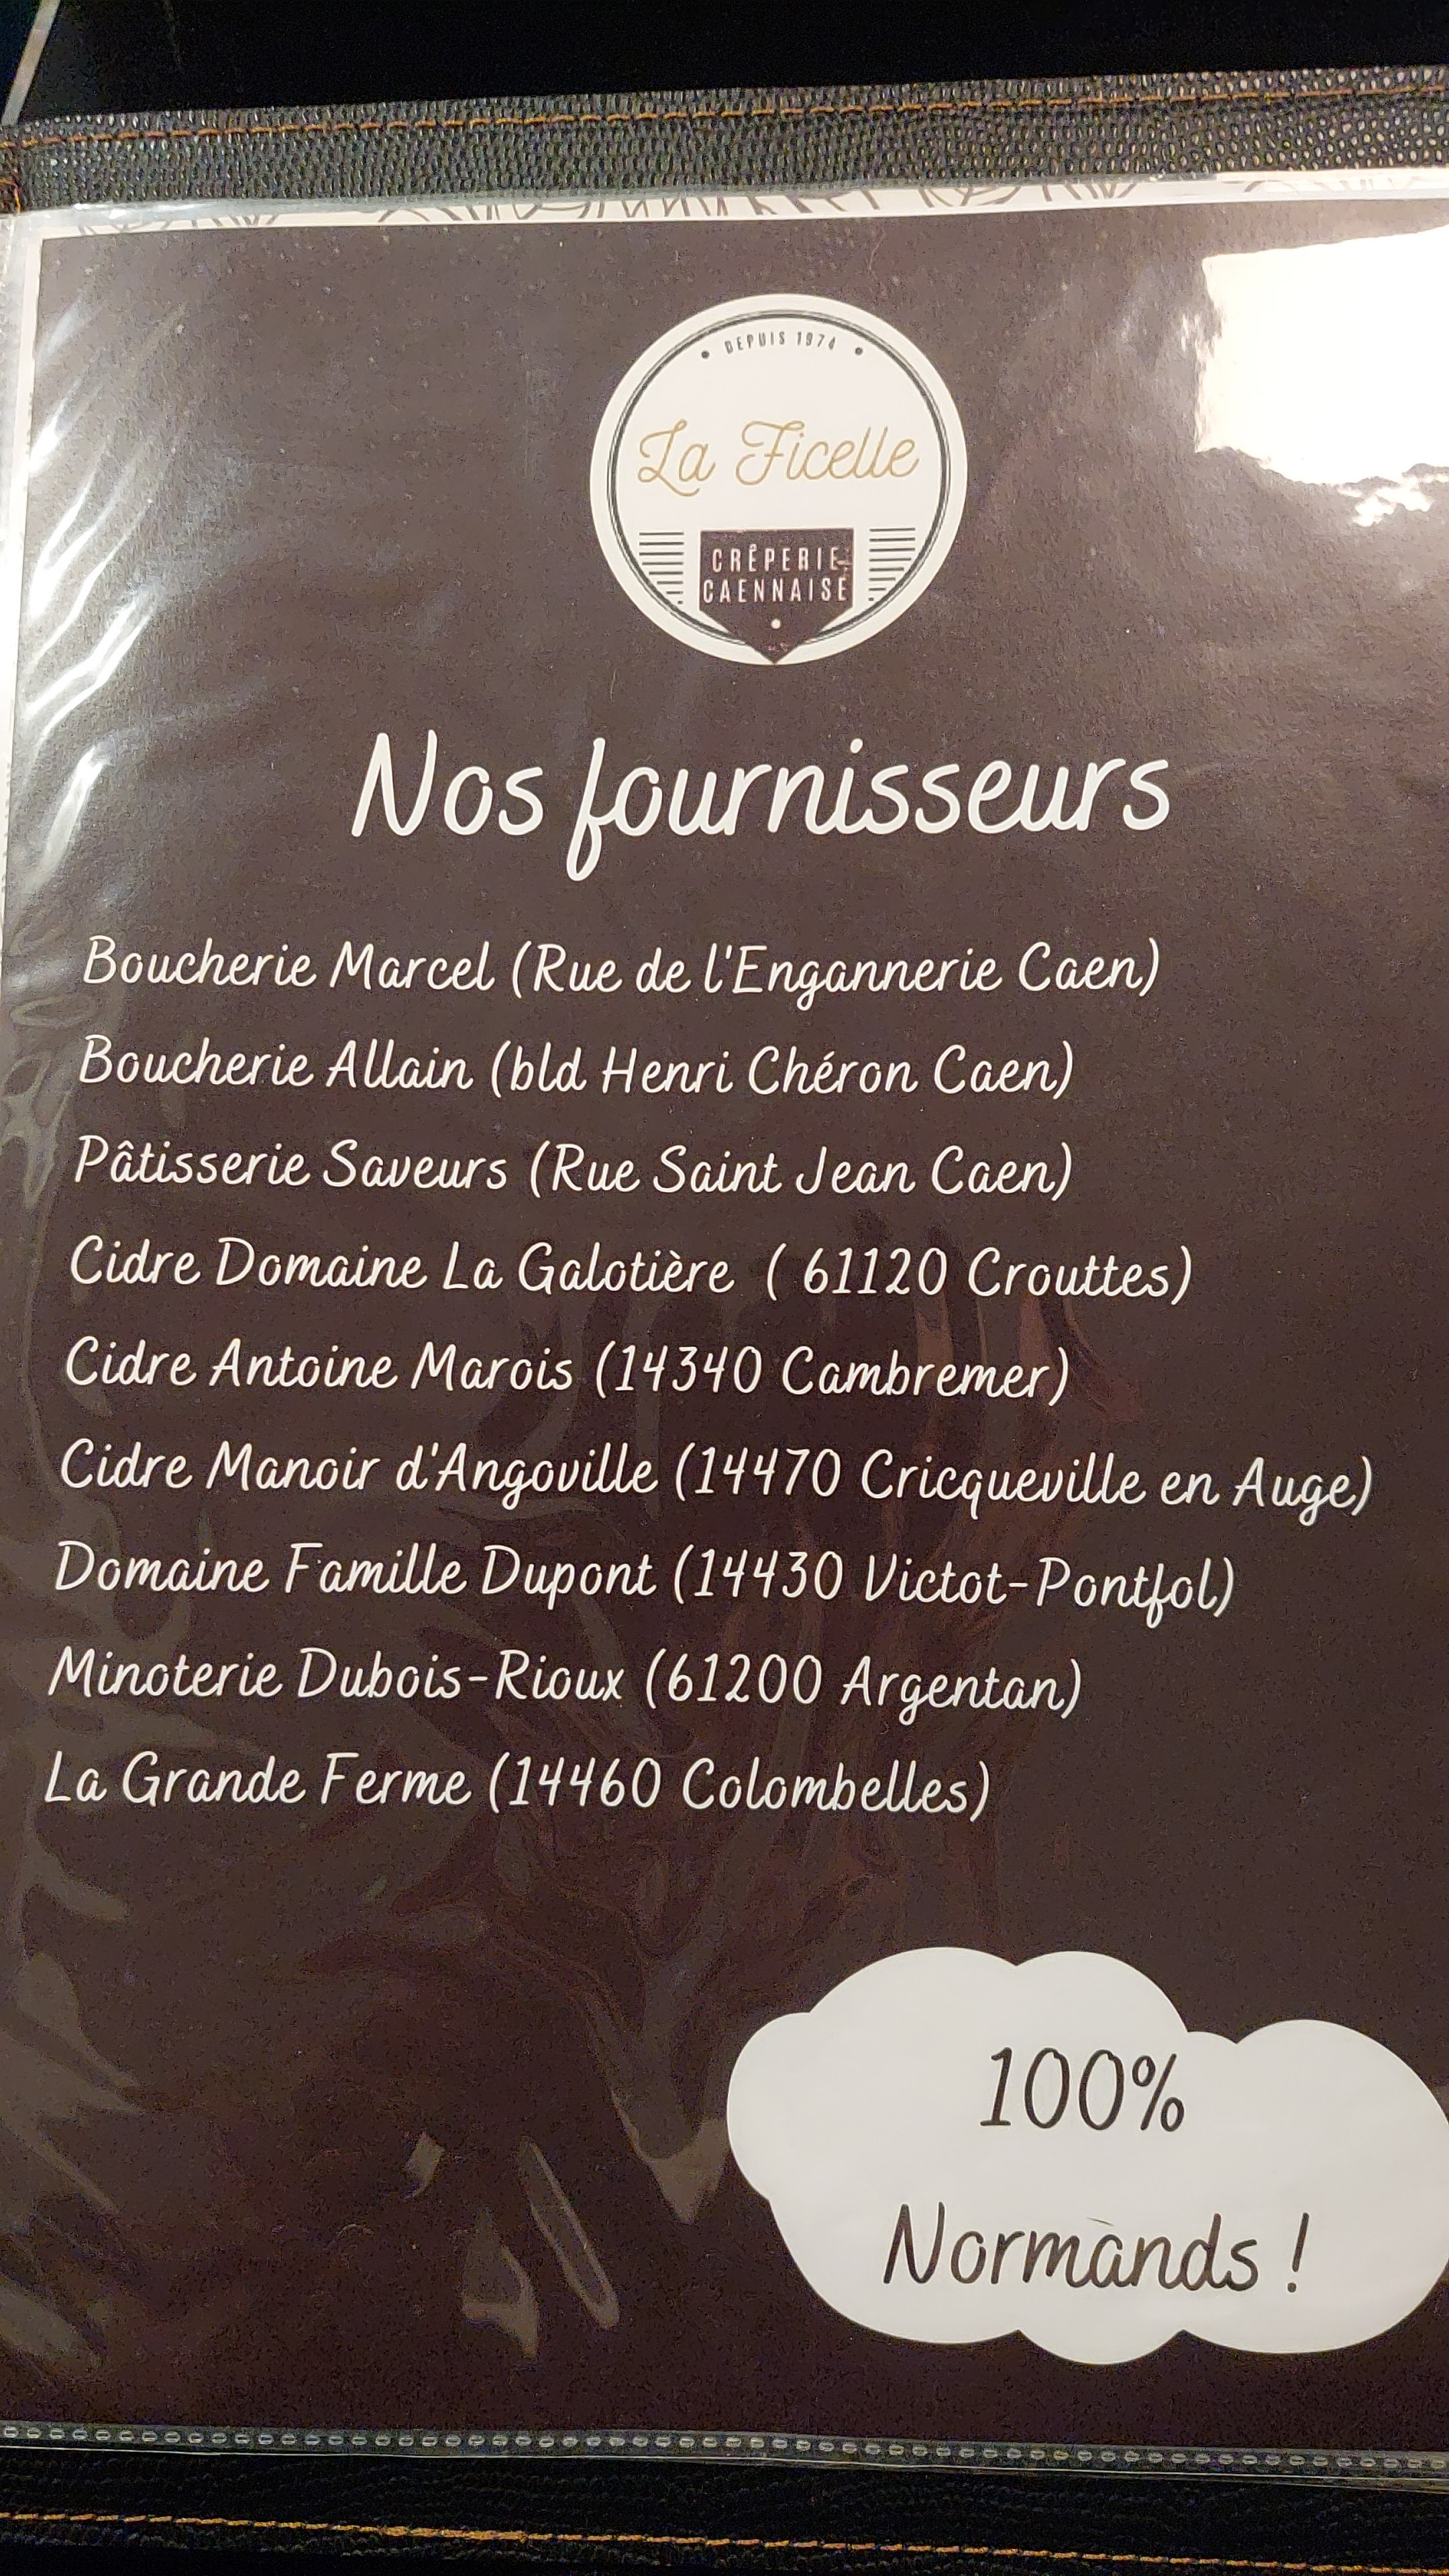 DEPUIS 1974
La Ficelle
CRÊPERIE
CAENNAISE
Nos fournisseurs
Boucherie Marcel (Rue de l'Engannerie Caen)
Boucherie Allain (bld Henri Chéron Caen)
Pâtisserie Saveurs (Rue Saint Jean Caen)
Cidre Domaine La Galotière ( 61120 Crouttes)
Cidre Antoine Marois (14340 Cambremer)
Cidre Manoir d'Angoville (14470 Cricqueville en Auge)
Domaine Famille Dupont (14430 Victot-Pontfol)
Minoterie Dubois-Rioux (61200 Argentan)
La Grande Ferme (14460 Colombelles)
100%
Normands !